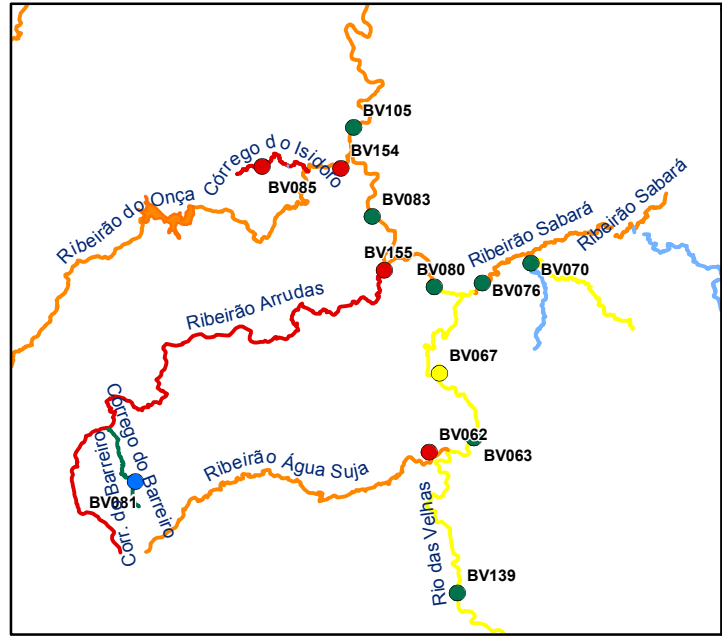 BV105
Córrego do Isidoro
BV154
BV085
Ribeirão do Onça
BV083
Ribeirão Sabará
Ribeirão Sabará
BV155
BV080
BV070
BV076
Ribeirão Arrudas
BV067
Córrego do Barreiro
Corr. do Barreiro
BV062
BV063
Ribeirão Água Suja
BV081
Rio das Velhas
BV139